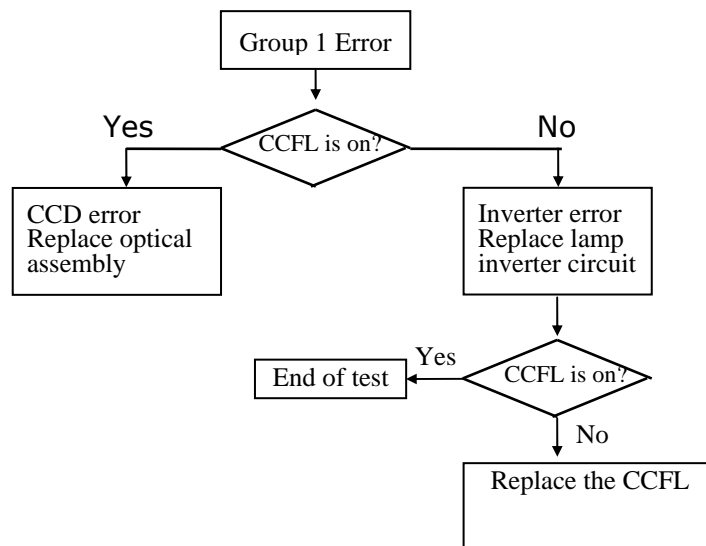 Group 1 Error
Yes
CCFL is on?
No
CCD error
Replace optical
assembly
Inverter error
Replace lamp
inverter circuit
Yes
End of test
CCFL is on?
No
Replace the CCFL